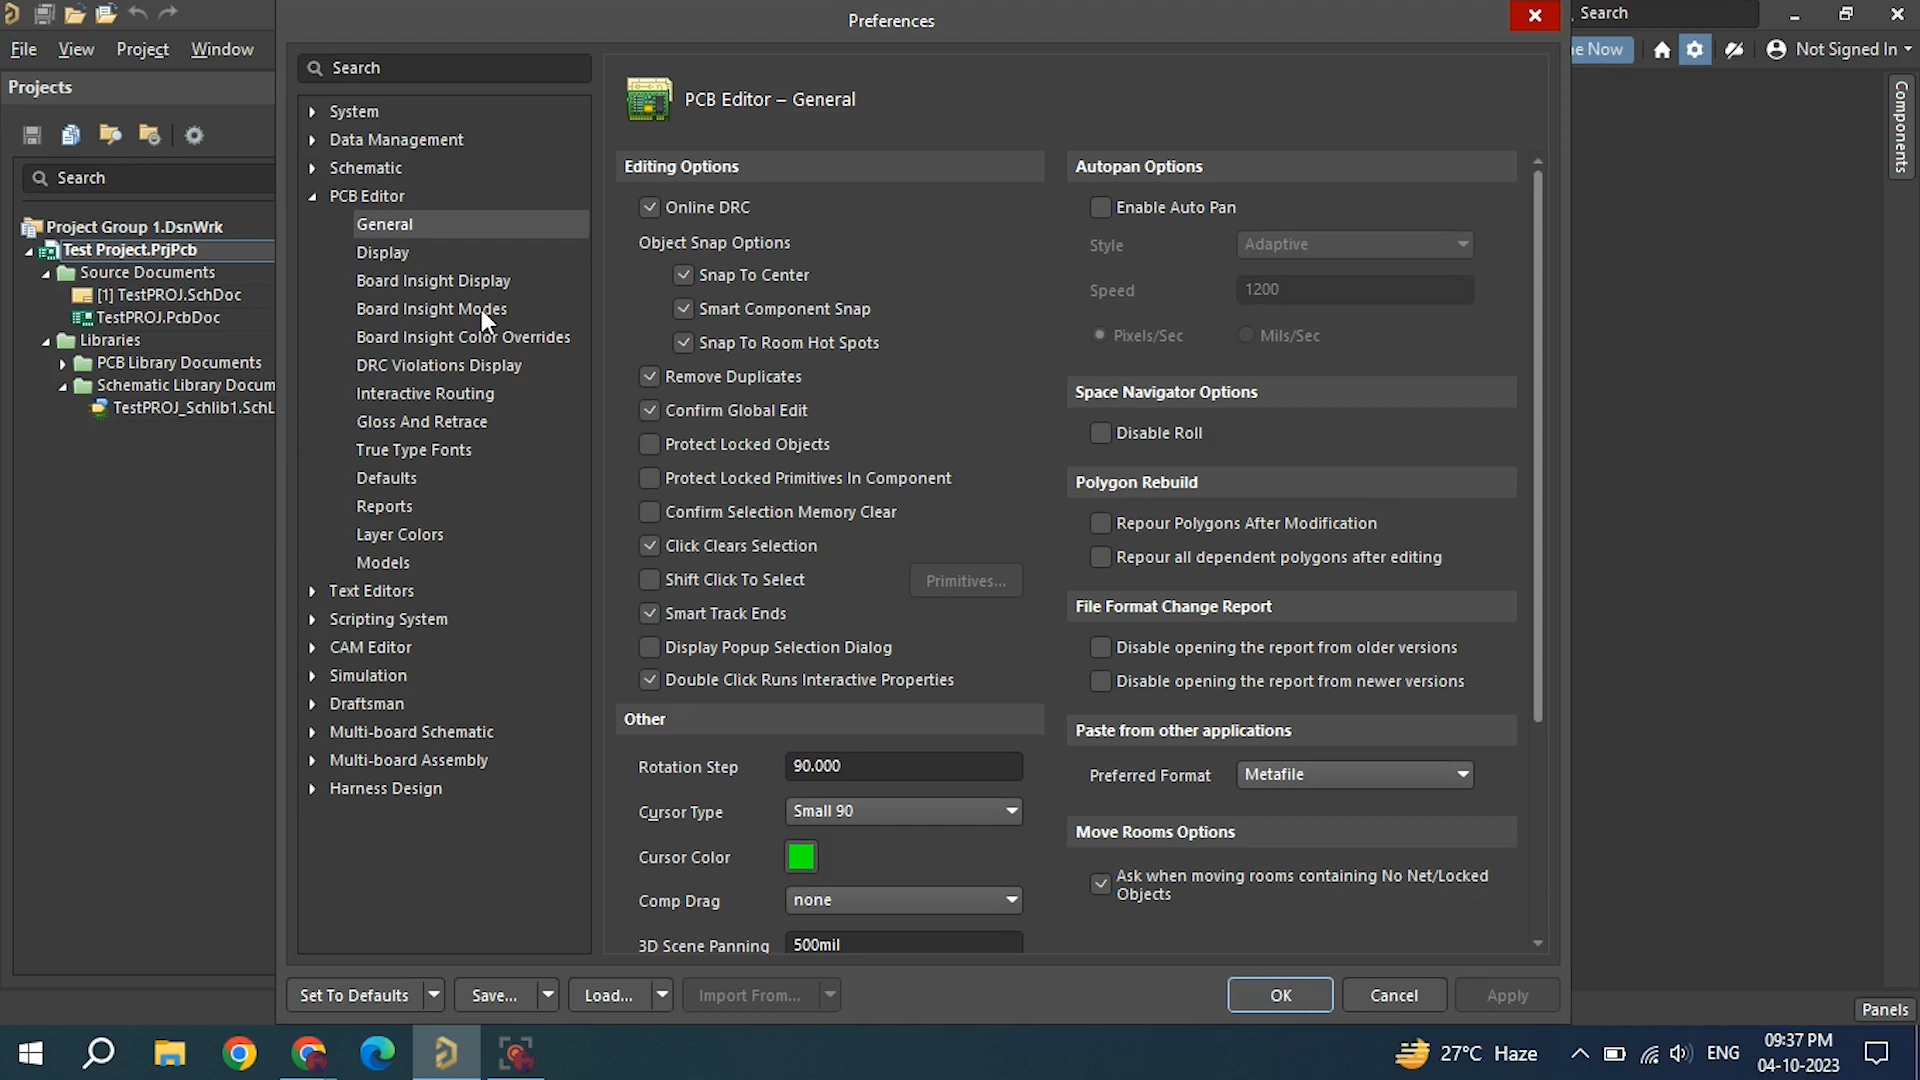 Preferences
Search
File View Project Window
e Now
Not Signed In
Projects
Search
Project Group 1.DsnWrk
Test Project.PrjPcb
Source Documents
[1] TestPROJ.SchDoc
TestPROJ.PcbDoc
Libraries
PCB Library Documents
Schematic Library Docum
TestPROJ_Schlib1.SchL
Search
System
Data Management
Schematic
PCB Editor
General
Display
Board Insight Display
Board Insight Modes
Board Insight Color Overrides
DRC Violations Display
Interactive Routing
Gloss And Retrace
True Type Fonts
Defaults
Reports
Layer Colors
Models
Text Editors
Scripting System
CAM Editor
Simulation
Draftsman
Multi-board Schematic
Multi-board Assembly
Harness Design
PCB Editor – General
Editing Options
Online DRC
Object Snap Options
Snap To Center
Smart Component Snap
Snap To Room Hot Spots
Remove Duplicates
Confirm Global Edit
Protect Locked Objects
Protect Locked Primitives In Component
Confirm Selection Memory Clear
Click Clears Selection
Shift Click To Select Primitives...
Smart Track Ends
Display Popup Selection Dialog
Double Click Runs Interactive Properties
Other
Rotation Step 90.000
Cursor Type Small 90
Cursor Color
Comp Drag none
3D Scene Panning 500mil
Autopan Options
Enable Auto Pan
Style Adaptive
Speed 1200
Pixels/Sec Mils/Sec
Space Navigator Options
Disable Roll
Polygon Rebuild
Repour Polygons After Modification
Repour all dependent polygons after editing
File Format Change Report
Disable opening the report from older versions
Disable opening the report from newer versions
Paste from other applications
Preferred Format Metafile
Move Rooms Options
Ask when moving rooms containing No Net/Locked
Objects
Components
Set To Defaults Save... Load... Import From... OK Cancel Apply
Panels
27°C Haze ENG 09:37 PM
04-10-2023